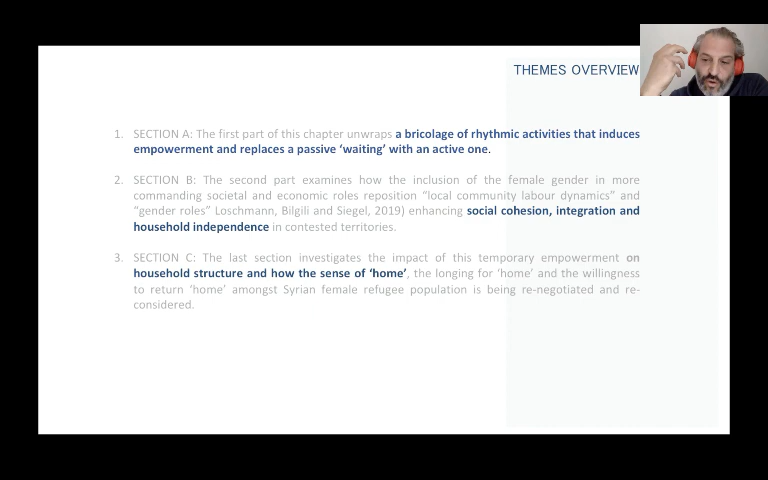 THEMES OVERVIEW
1. SECTION A: The first part of this chapter unwraps a bricolage of rhythmic activities that induces
empowerment and replaces a passive ‘waiting’ with an active one.
2. SECTION B: The second part examines how the inclusion of the female gender in more
commanding societal and economic roles reposition “local community labour dynamics” and
“gender roles” Loschmann, Bilgili and Siegel, 2019) enhancing social cohesion, integration and
household independence in contested territories.
3. SECTION C: The last section investigates the impact of this temporary empowerment on
household structure and how the sense of ‘home’, the longing for ‘home’ and the willingness
to return ‘home’ amongst Syrian female refugee population is being re-negotiated and re-
considered.